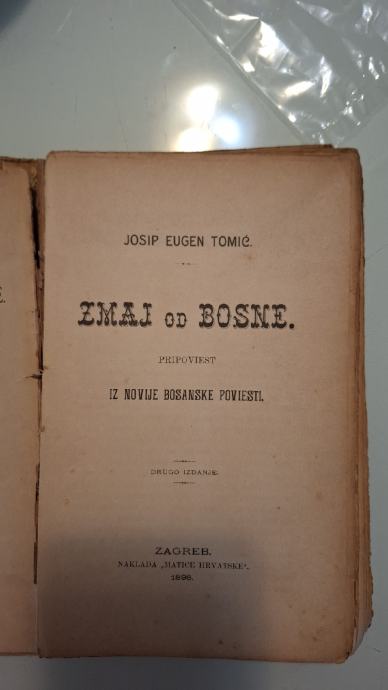 JOSIP EUGEN TOMIĆ.
ZMAJ OD BOSNE.
PRIPOVIEST
IZ NOVIJE BOSANSKE POVIESTI.
DRUGO IZDANJE.
ZAGREB.
NAKLADA „MATICE HRVATSKE“.
1898.